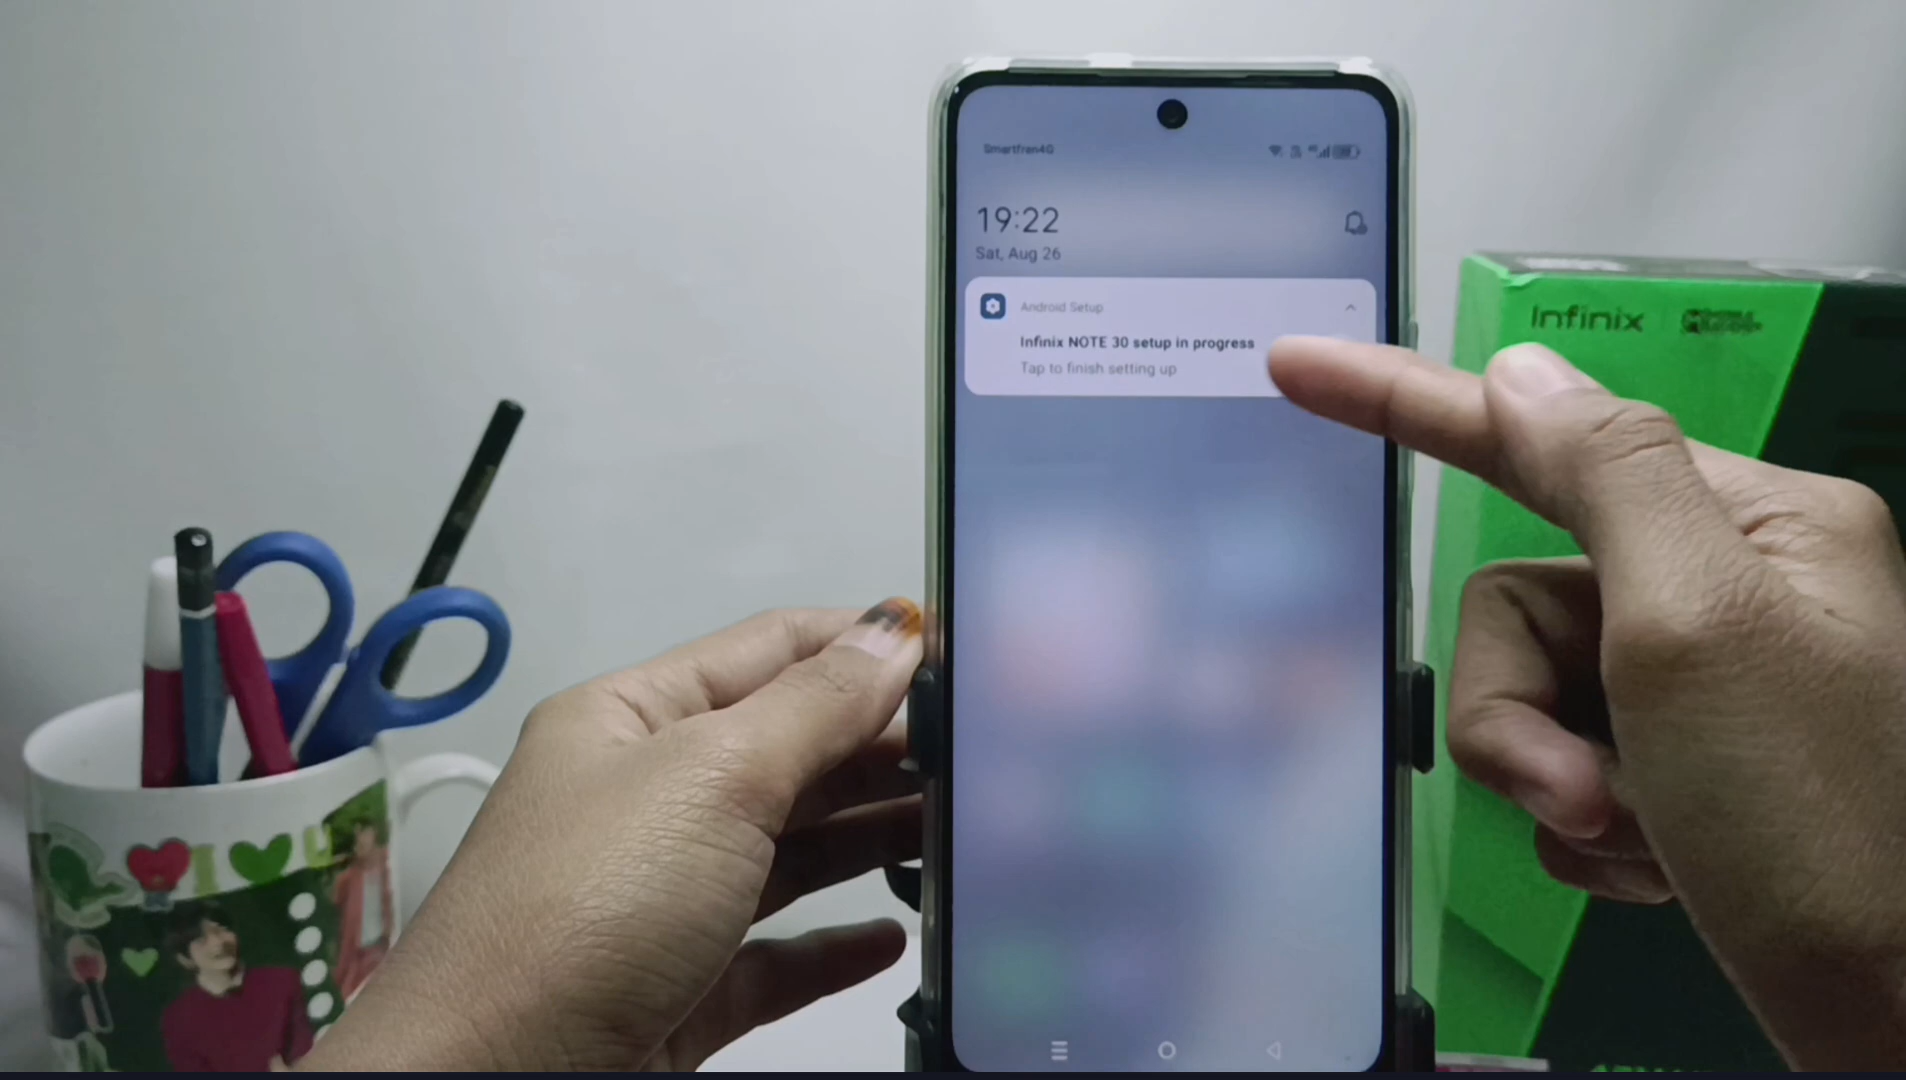 Smartfren4G
19:22
Sat, Aug 26
Android Setup
Infinix NOTE 30 setup in progress
Tap to finish setting up
Infinix
I
U